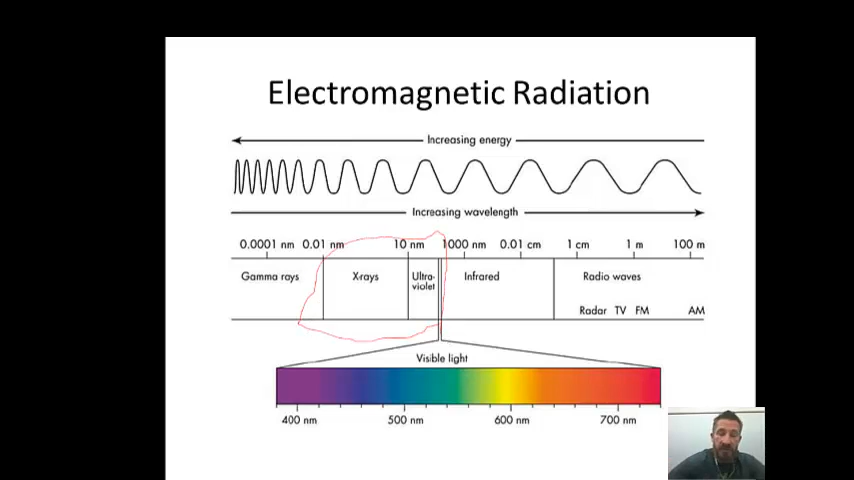 Electromagnetic Radiation
Increasing energy
Increasing wavelength
0.0001 nm 0.01 nm 10 nm 1000 nm 0.01 cm 1 cm 1 m 100 m
Gamma rays X-rays Ultra-violet Infrared Radio waves
Radar TV FM AM
Visible light
400 nm 500 nm 600 nm 700 nm